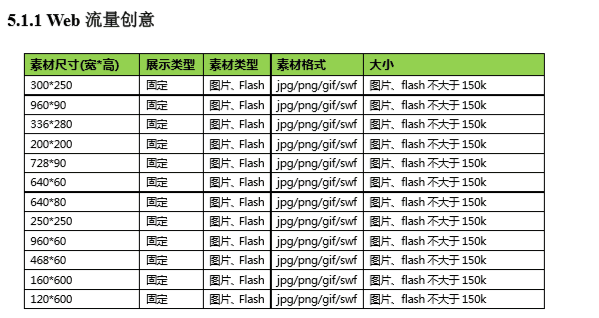 5.1.1 Web 流量创意
素材尺寸(宽*高) 展示类型 素材类型 素材格式 大小
300*250 固定 图片、Flash jpg/png/gif/swf 图片、flash 不大于 150k
960*90 固定 图片、Flash jpg/png/gif/swf 图片、flash 不大于 150k
336*280 固定 图片、Flash jpg/png/gif/swf 图片、flash 不大于 150k
200*200 固定 图片、Flash jpg/png/gif/swf 图片、flash 不大于 150k
728*90 固定 图片、Flash jpg/png/gif/swf 图片、flash 不大于 150k
640*60 固定 图片、Flash jpg/png/gif/swf 图片、flash 不大于 150k
640*80 固定 图片、Flash jpg/png/gif/swf 图片、flash 不大于 150k
250*250 固定 图片、Flash jpg/png/gif/swf 图片、flash 不大于 150k
960*60 固定 图片、Flash jpg/png/gif/swf 图片、flash 不大于 150k
468*60 固定 图片、Flash jpg/png/gif/swf 图片、flash 不大于 150k
160*600 固定 图片、Flash jpg/png/gif/swf 图片、flash 不大于 150k
120*600 固定 图片、Flash jpg/png/gif/swf 图片、flash 不大于 150k